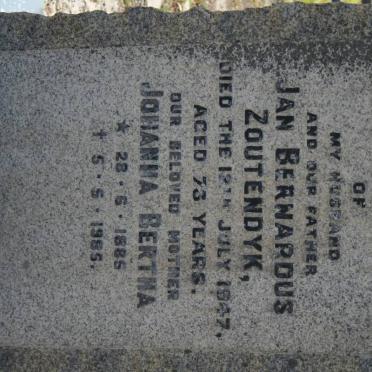 OF
MY HUSBAND
AND OUR FATHER
JAN BERNARDUS
ZOUTENDYK,
DIED THE 12TH JULY 1947,
AGED 73 YEARS.
OUR BELOVED MOTHER
JOHANNA BERTHA
★ 28·6·1885
✝ 5·5·1965.